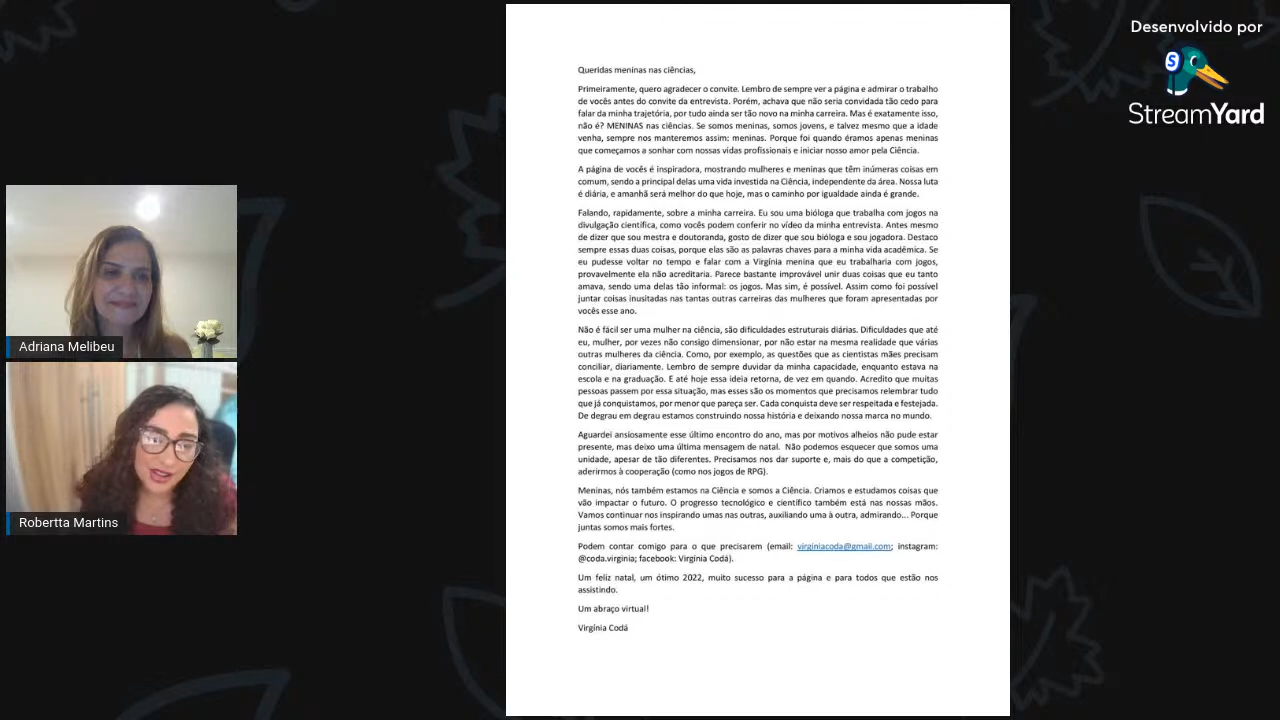 Queridas meninas nas ciências,
Primeiramente, quero agradecer o convite. Lembro de sempre ver a página e admirar o trabalho
de vocês antes do convite da entrevista. Porém, achava que não seria convidada tão cedo para
falar da minha trajetória, por tudo ainda ser tão novo na minha carreira. Mas é exatamente isso,
não é? MENINAS nas ciências. Se somos meninas, somos jovens, e talvez mesmo que a idade
venha, sempre nos manteremos assim: meninas. Porque foi quando éramos apenas meninas
que começamos a sonhar com nossas vidas profissionais e iniciar nosso amor pela Ciência.
A página de vocês é inspiradora, mostrando mulheres e meninas que têm inúmeras coisas em
comum, sendo a principal delas uma vida investida na Ciência, independente da área. Nossa luta
é diária, e amanhã será melhor do que hoje, mas o caminho por igualdade ainda é grande.
Falando, rapidamente, sobre a minha carreira. Eu sou uma bióloga que trabalha com jogos na
divulgação científica, como vocês podem conferir no vídeo da minha entrevista. Antes mesmo
de dizer que sou mestra e doutoranda, gosto de dizer que sou bióloga e sou jogadora. Destaco
sempre essas duas coisas, porque elas são as palavras chaves para a minha vida acadêmica. Se
eu pudesse voltar no tempo e falar com a Virgínia menina que eu trabalharia com jogos,
provavelmente ela não acreditaria. Parece bastante improvável unir duas coisas que eu tanto
amava, sendo uma delas tão informal: os jogos. Mas sim, é possível. Assim como foi possível
juntar coisas inusitadas nas tantas outras carreiras das mulheres que foram apresentadas por
vocês esse ano.
Não é fácil ser uma mulher na ciência, são dificuldades estruturais diárias. Dificuldades que até
eu, mulher, por vezes não consigo dimensionar, por não estar na mesma realidade que várias
outras mulheres da ciência. Como, por exemplo, as questões que as cientistas mães precisam
conciliar, diariamente. Lembro de sempre duvidar da minha capacidade, enquanto estava na
escola e na graduação. E até hoje essa ideia retorna, de vez em quando. Acredito que muitas
pessoas passem por essa situação, mas esses são os momentos que precisamos relembrar tudo
que já conquistamos, por menor que pareça ser. Cada conquista deve ser respeitada e festejada.
De degrau em degrau estamos construindo nossa história e deixando nossa marca no mundo.
Aguardei ansiosamente esse último encontro do ano, mas por motivos alheios não pude estar
presente, mas deixo uma última mensagem de natal. Não podemos esquecer que somos uma
unidade, apesar de tão diferentes. Precisamos nos dar suporte e, mais do que a competição,
aderirmos à cooperação (como nos jogos de RPG).
Meninas, nós também estamos na Ciência e somos a Ciência. Criamos e estudamos coisas que
vão impactar o futuro. O progresso tecnológico e científico também está nas nossas mãos.
Vamos continuar nos inspirando umas nas outras, auxiliando uma à outra, admirando... Porque
juntas somos mais fortes.
Podem contar comigo para o que precisarem (email: virginiacoda@gmail.com; instagram:
@coda.virginia; facebook: Virgínia Codá).
Um feliz natal, um ótimo 2022, muito sucesso para a página e para todos que estão nos
assistindo.
Um abraço virtual!
Virgínia Codá
Adriana Melibeu
Robertta Martins
Desenvolvido por
S
StreamYard